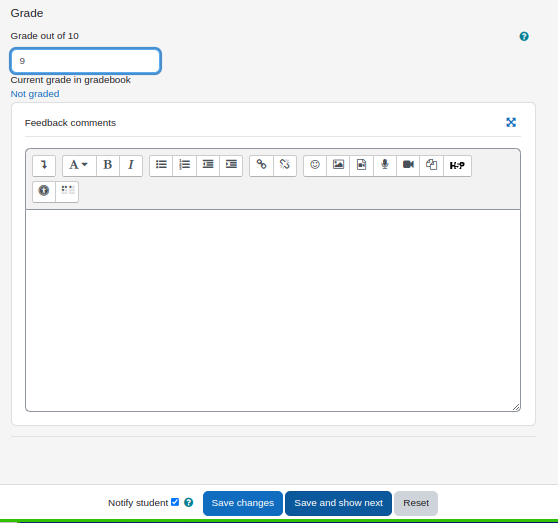 Grade
Grade out of 10
9
Current grade in gradebook
Not graded
Feedback comments
A B I H-P
Notify student Save changes Save and show next Reset